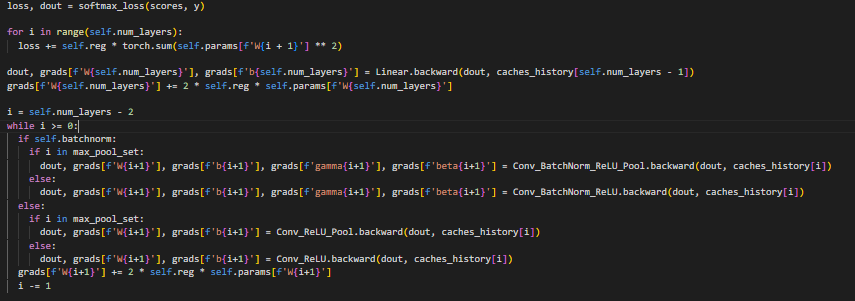 loss, dout = softmax_loss(scores, y)
for i in range(self.num_layers):
  loss += self.reg * torch.sum(self.params[f'W{i + 1}'] ** 2)
dout, grads[f'W{self.num_layers}'], grads[f'b{self.num_layers}'] = Linear.backward(dout, caches_history[self.num_layers - 1])
grads[f'W{self.num_layers}'] += 2 * self.reg * self.params[f'W{self.num_layers}']
i = self.num_layers - 2
while i >= 0:
  if self.batchnorm:
    if i in max_pool_set:
      dout, grads[f'W{i+1}'], grads[f'b{i+1}'], grads[f'gamma{i+1}'], grads[f'beta{i+1}'] = Conv_BatchNorm_ReLU_Pool.backward(dout, caches_history[i])
    else:
      dout, grads[f'W{i+1}'], grads[f'b{i+1}'], grads[f'gamma{i+1}'], grads[f'beta{i+1}'] = Conv_BatchNorm_ReLU.backward(dout, caches_history[i])
  else:
    if i in max_pool_set:
      dout, grads[f'W{i+1}'], grads[f'b{i+1}'] = Conv_ReLU_Pool.backward(dout, caches_history[i])
    else:
      dout, grads[f'W{i+1}'], grads[f'b{i+1}'] = Conv_ReLU.backward(dout, caches_history[i])
  grads[f'W{i+1}'] += 2 * self.reg * self.params[f'W{i+1}']
  i -= 1